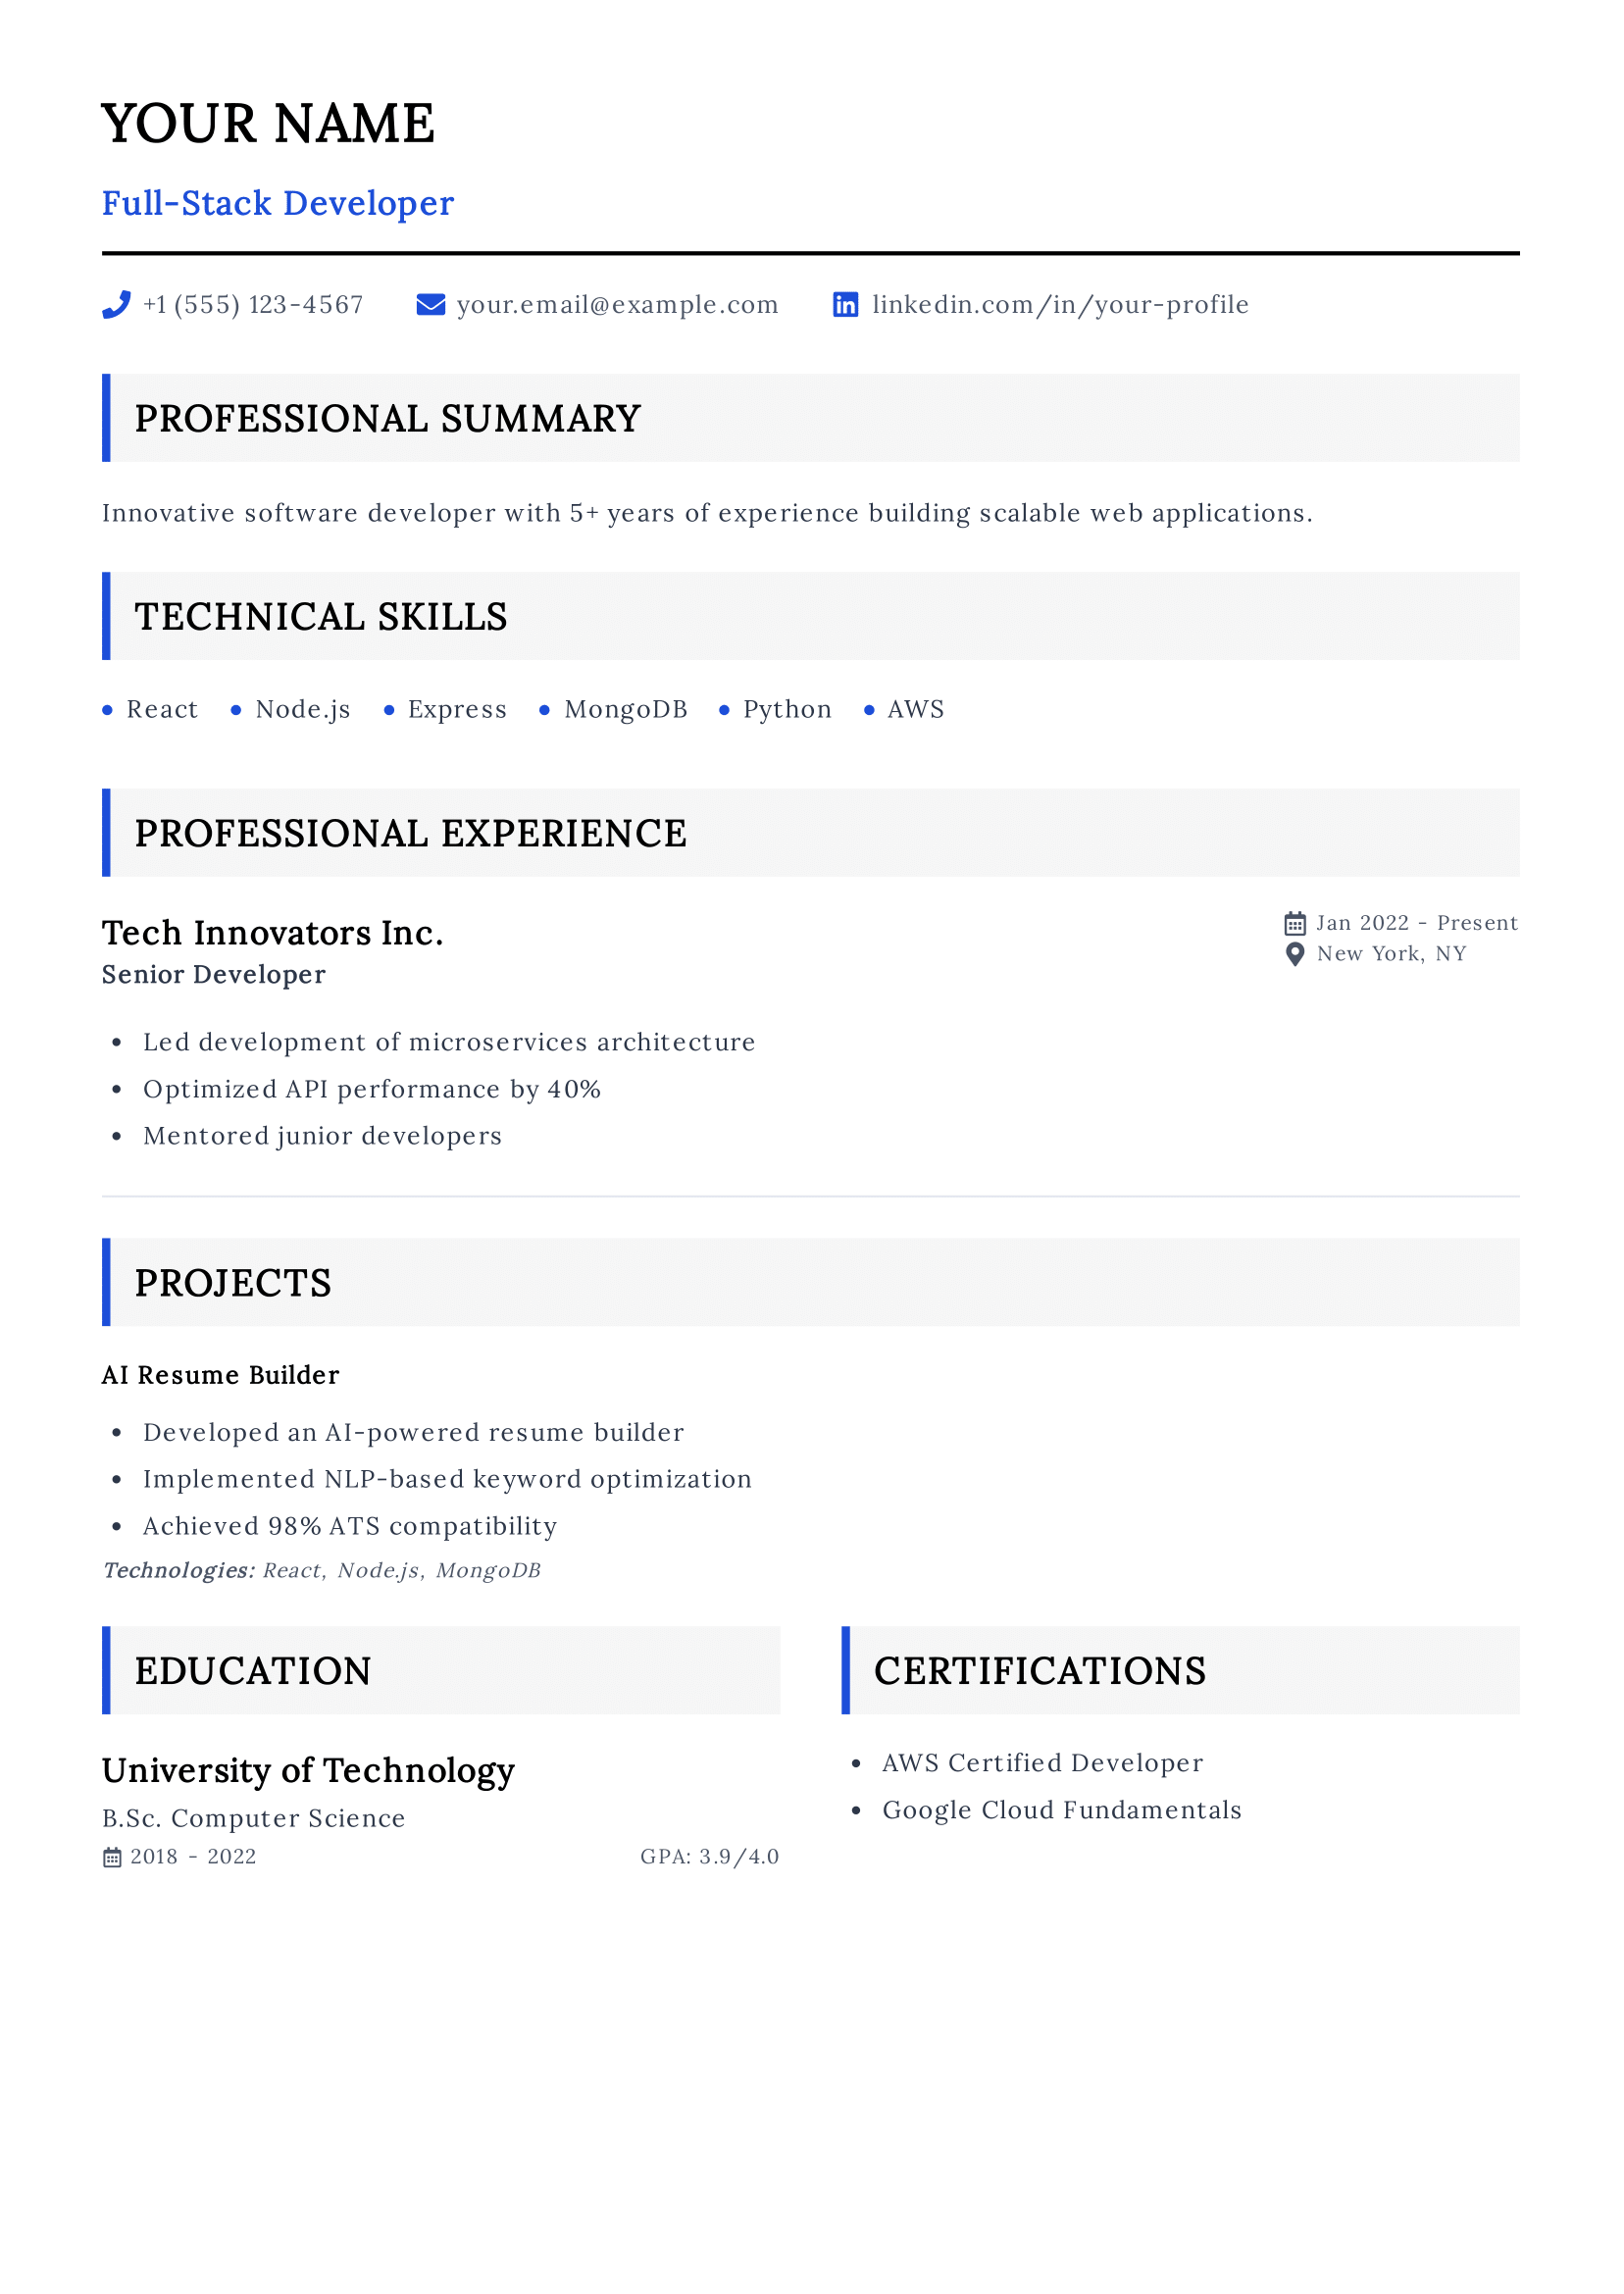 YOUR NAME
Full-Stack Developer
+1 (555) 123-4567 your.email@example.com linkedin.com/in/your-profile
PROFESSIONAL SUMMARY
Innovative software developer with 5+ years of experience building scalable web applications.
TECHNICAL SKILLS
• React • Node.js • Express • MongoDB • Python • AWS
PROFESSIONAL EXPERIENCE
Tech Innovators Inc.
Senior Developer
Jan 2022 - Present
New York, NY
• Led development of microservices architecture
• Optimized API performance by 40%
• Mentored junior developers
PROJECTS
AI Resume Builder
• Developed an AI-powered resume builder
• Implemented NLP-based keyword optimization
• Achieved 98% ATS compatibility
Technologies: React, Node.js, MongoDB
EDUCATION
University of Technology
B.Sc. Computer Science
2018 - 2022 GPA: 3.9/4.0
CERTIFICATIONS
• AWS Certified Developer
• Google Cloud Fundamentals